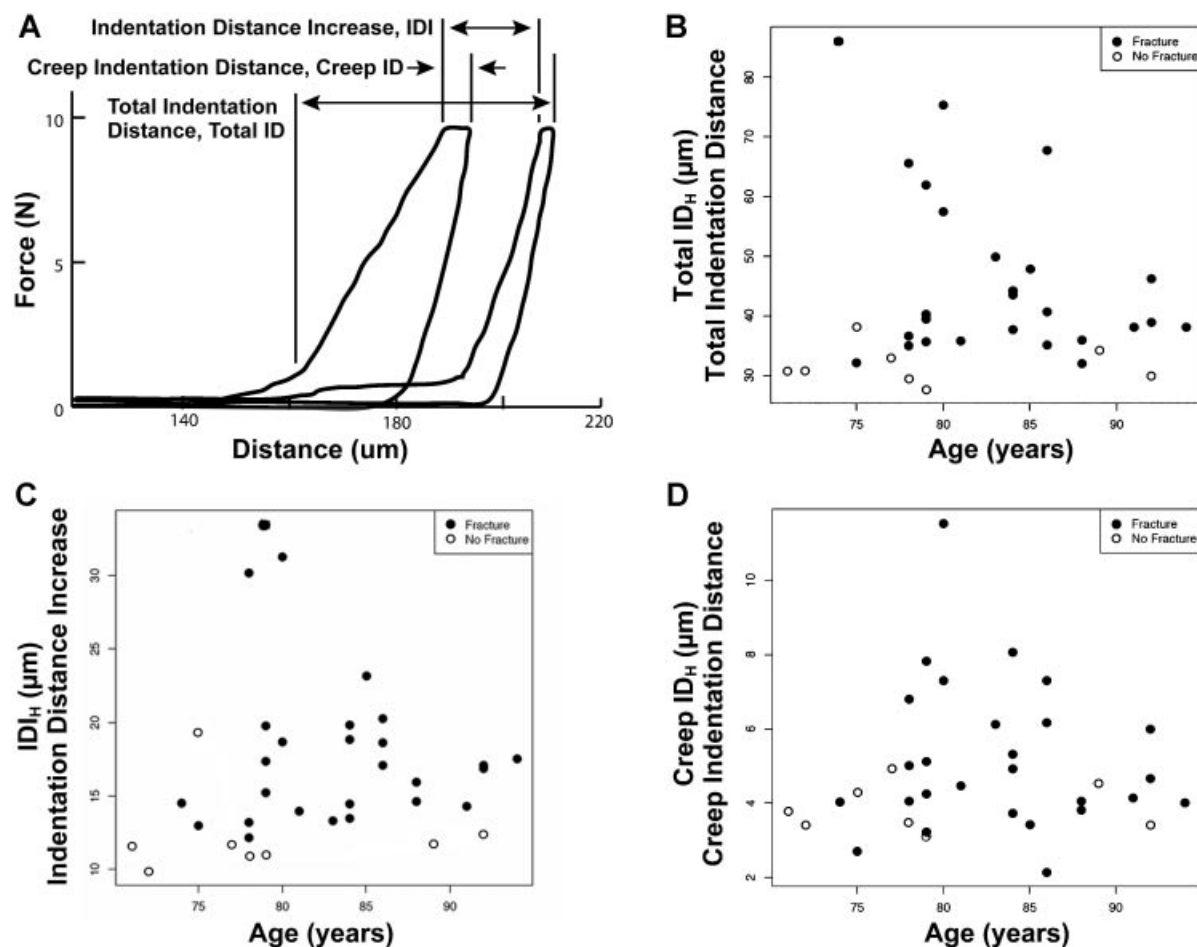 A
Indentation Distance Increase, IDI
Creep Indentation Distance, Creep ID
Total Indentation
Distance, Total ID
10
5
0
Force (N)
140
180
220
Distance (um)
B
Fracture
No Fracture
80
70
60
50
40
30
Total IDH (µm)
Total Indentation Distance
75
80
85
90
Age (years)
C
Fracture
No Fracture
30
25
20
15
10
IDIH (µm)
Indentation Distance Increase
75
80
85
90
Age (years)
D
Fracture
No Fracture
10
8
6
4
2
Creep IDH (µm)
Creep Indentation Distance
75
80
85
90
Age (years)